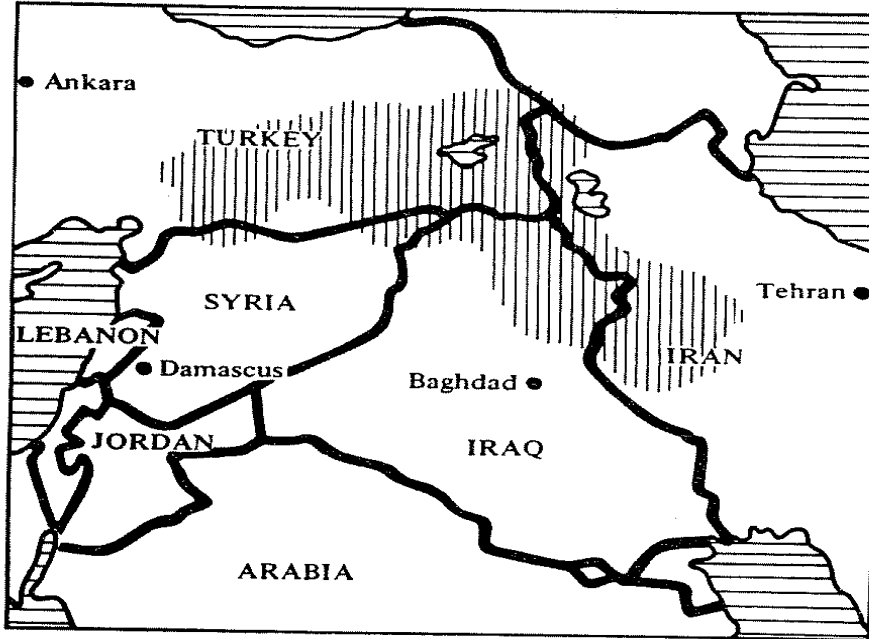 Ankara
TURKEY
SYRIA
Tehran
LEBANON
IRAN
Damascus
Baghdad
JORDAN
IRAQ
ARABIA